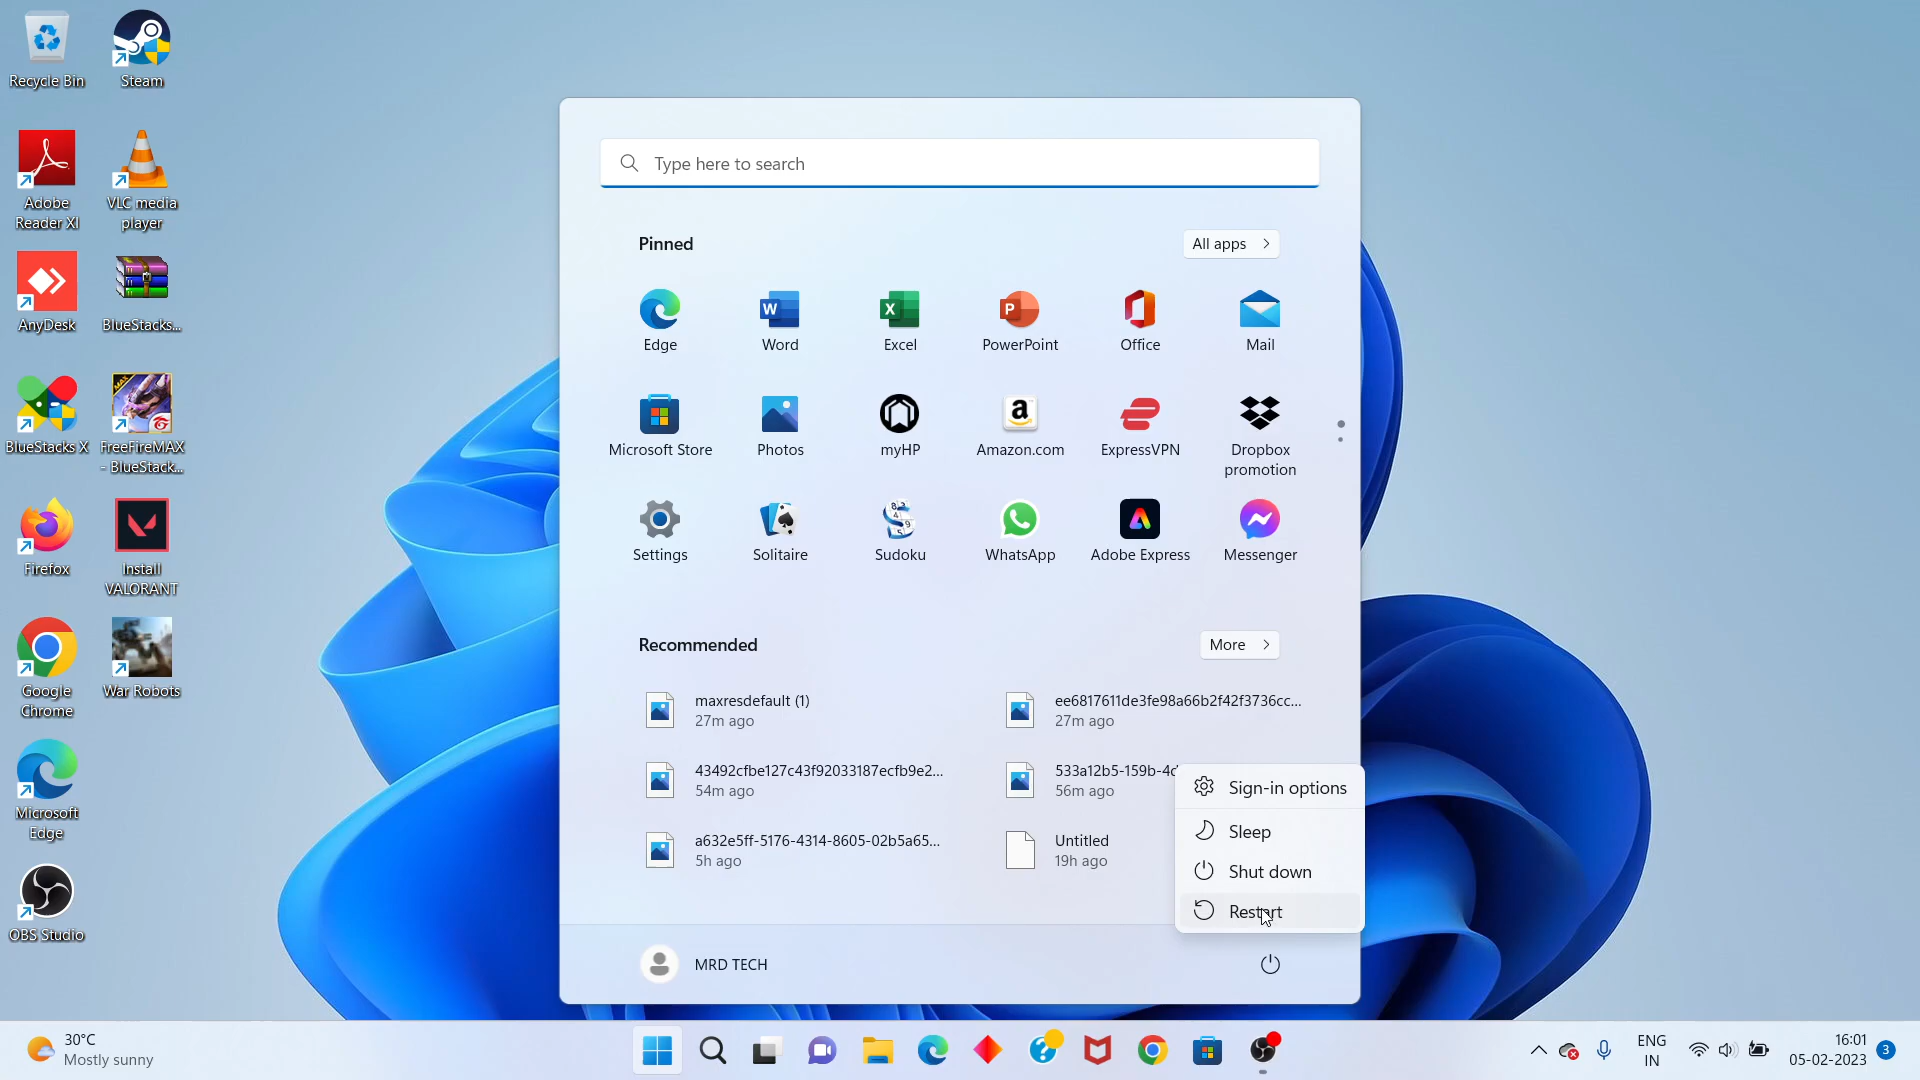 Recycle Bin
Steam
Adobe
Reader XI
VLC media
player
AnyDesk
BlueStacks...
BlueStacks X
FreeFireMAX
- BlueStack...
Firefox
Install
VALORANT
Google
Chrome
War Robots
Microsoft
Edge
OBS Studio
Type here to search
Pinned
All apps
Edge
Word
Excel
PowerPoint
Office
Mail
Microsoft Store
Photos
myHP
Amazon.com
ExpressVPN
Dropbox
promotion
Settings
Solitaire
Sudoku
WhatsApp
Adobe Express
Messenger
Recommended
More
maxresdefault (1)
27m ago
ee6817611de3fe98a66b2f42f3736cc...
27m ago
43492cfbe127c43f92033187ecfb9e2...
54m ago
533a12b5-159b-4d
56m ago
a632e5ff-5176-4314-8605-02b5a65...
5h ago
Untitled
19h ago
Sign-in options
Sleep
Shut down
Restart
MRD TECH
30°C
Mostly sunny
ENG
IN
16:01
05-02-2023
3